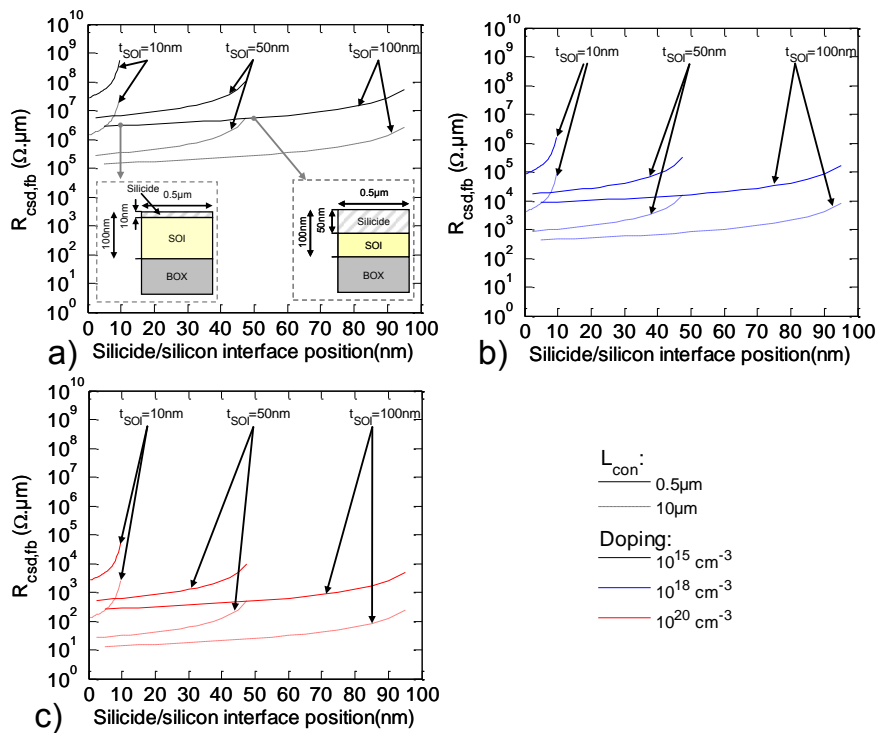 t_SOI=10nm t_SOI=50nm t_SOI=100nm
10^10
10^9
10^8
10^7
10^6
10^5
10^4
10^3
10^2
10^1
10^0
R_csd,fb (Ω.µm)
Silicide
0.5µm
10nm
100nm
SOI
BOX
0.5µm
50nm
100nm
Silicide
SOI
BOX
0 10 20 30 40 50 60 70 80 90 100
Silicide/silicon interface position(nm)
a)
t_SOI=10nm t_SOI=50nm t_SOI=100nm
10^10
10^9
10^8
10^7
10^6
10^5
10^4
10^3
10^2
10^1
10^0
R_csd,fb (Ω.µm)
0 10 20 30 40 50 60 70 80 90 100
Silicide/silicon interface position(nm)
b)
t_SOI=10nm t_SOI=50nm t_SOI=100nm
10^10
10^9
10^8
10^7
10^6
10^5
10^4
10^3
10^2
10^1
10^0
R_csd,fb (Ω.µm)
0 10 20 30 40 50 60 70 80 90 100
Silicide/silicon interface position(nm)
c)
L_con:
0.5µm
10µm
Doping:
10^15 cm^-3
10^18 cm^-3
10^20 cm^-3